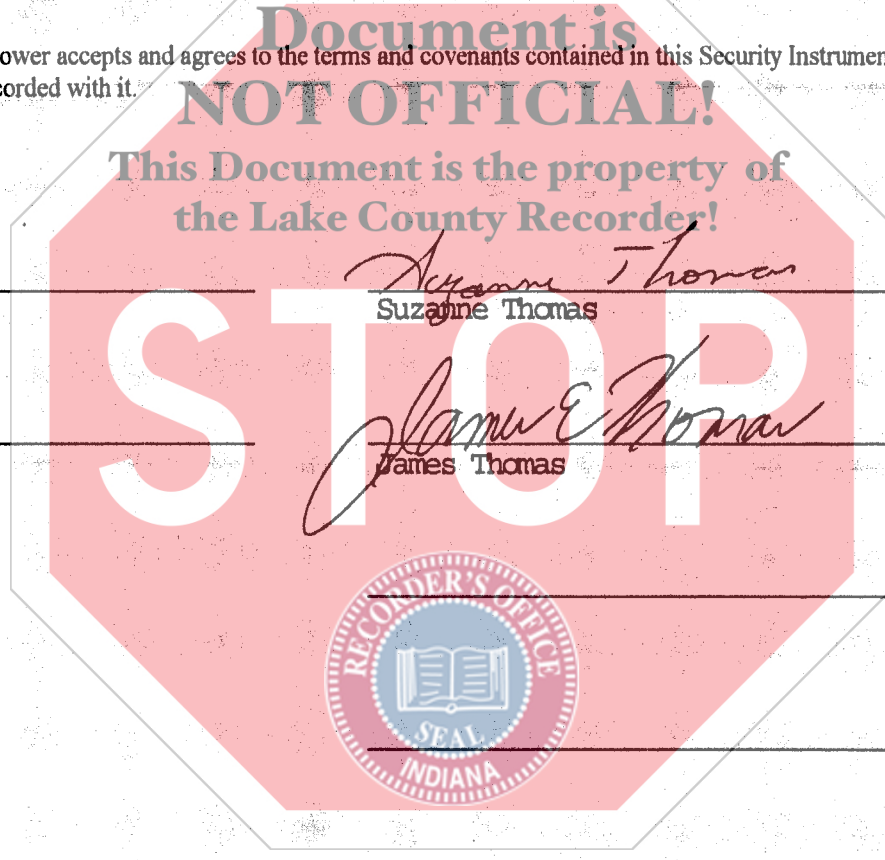 Document is
ower accepts and agrees to the terms and covenants contained in this Security Instrumen
corded with it.
NOT OFFICIAL!
This Document is the property of
the Lake County Recorder!
Suzanne Thomas
Suzanne Thomas
STOP
James E Thomas
James Thomas
RECORDER'S OFFICE
SEAL
INDIANA